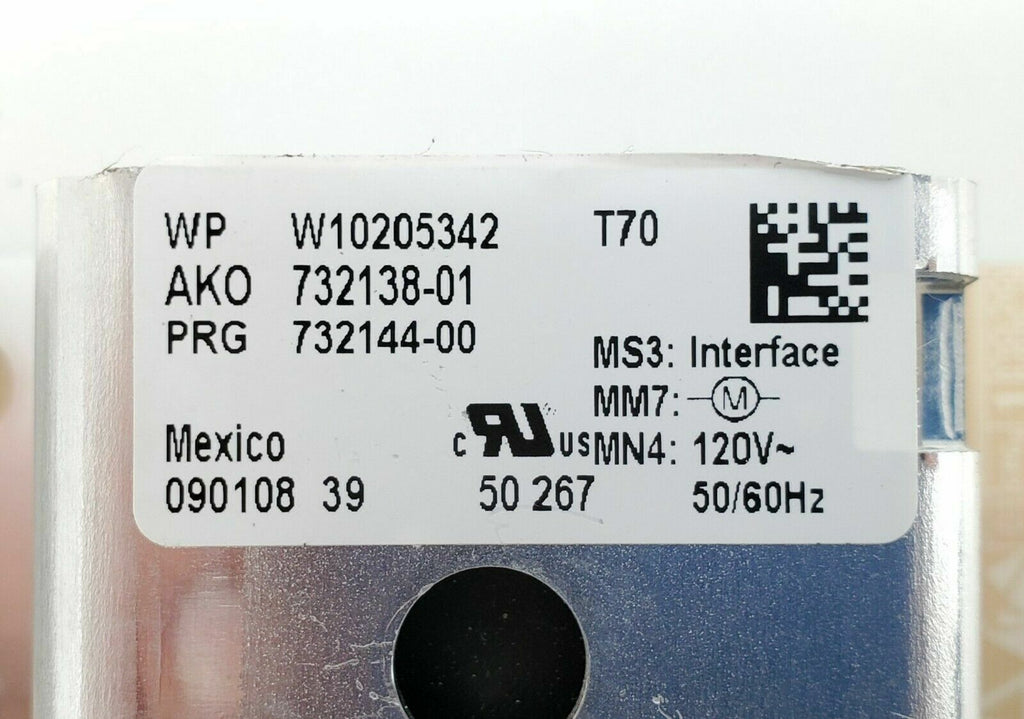 WP W10205342 T70
AKO 732138-01
PRG 732144-00
MS3: Interface
MM7: M
Mexico c RU US MN4: 120V~
090108 39 50 267 50/60Hz